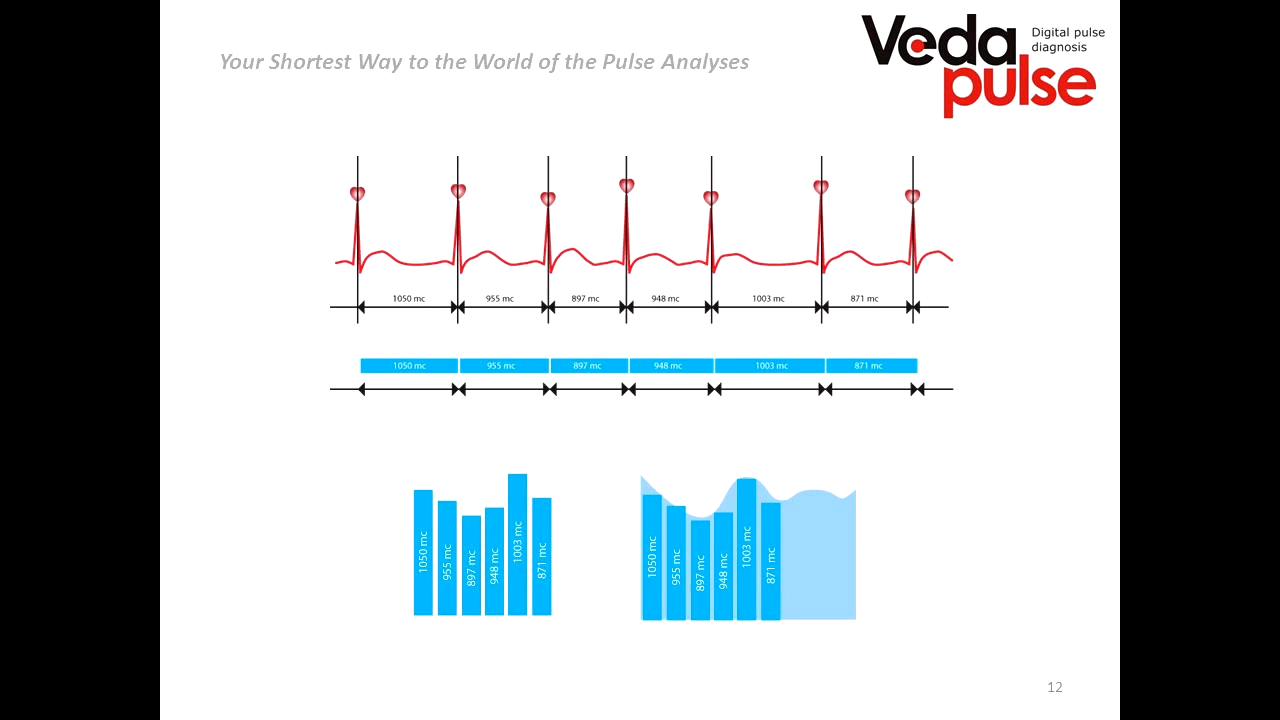 Your Shortest Way to the World of the Pulse Analyses
Veda pulse
Digital pulse
diagnosis
1050 mc 955 mc 897 mc 948 mc 1003 mc 871 mc
1050 mc 955 mc 897 mc 948 mc 1003 mc 871 mc
1050 mc
955 mc
897 mc
948 mc
1003 mc
871 mc
1050 mc
955 mc
897 mc
948 mc
1003 mc
871 mc
12